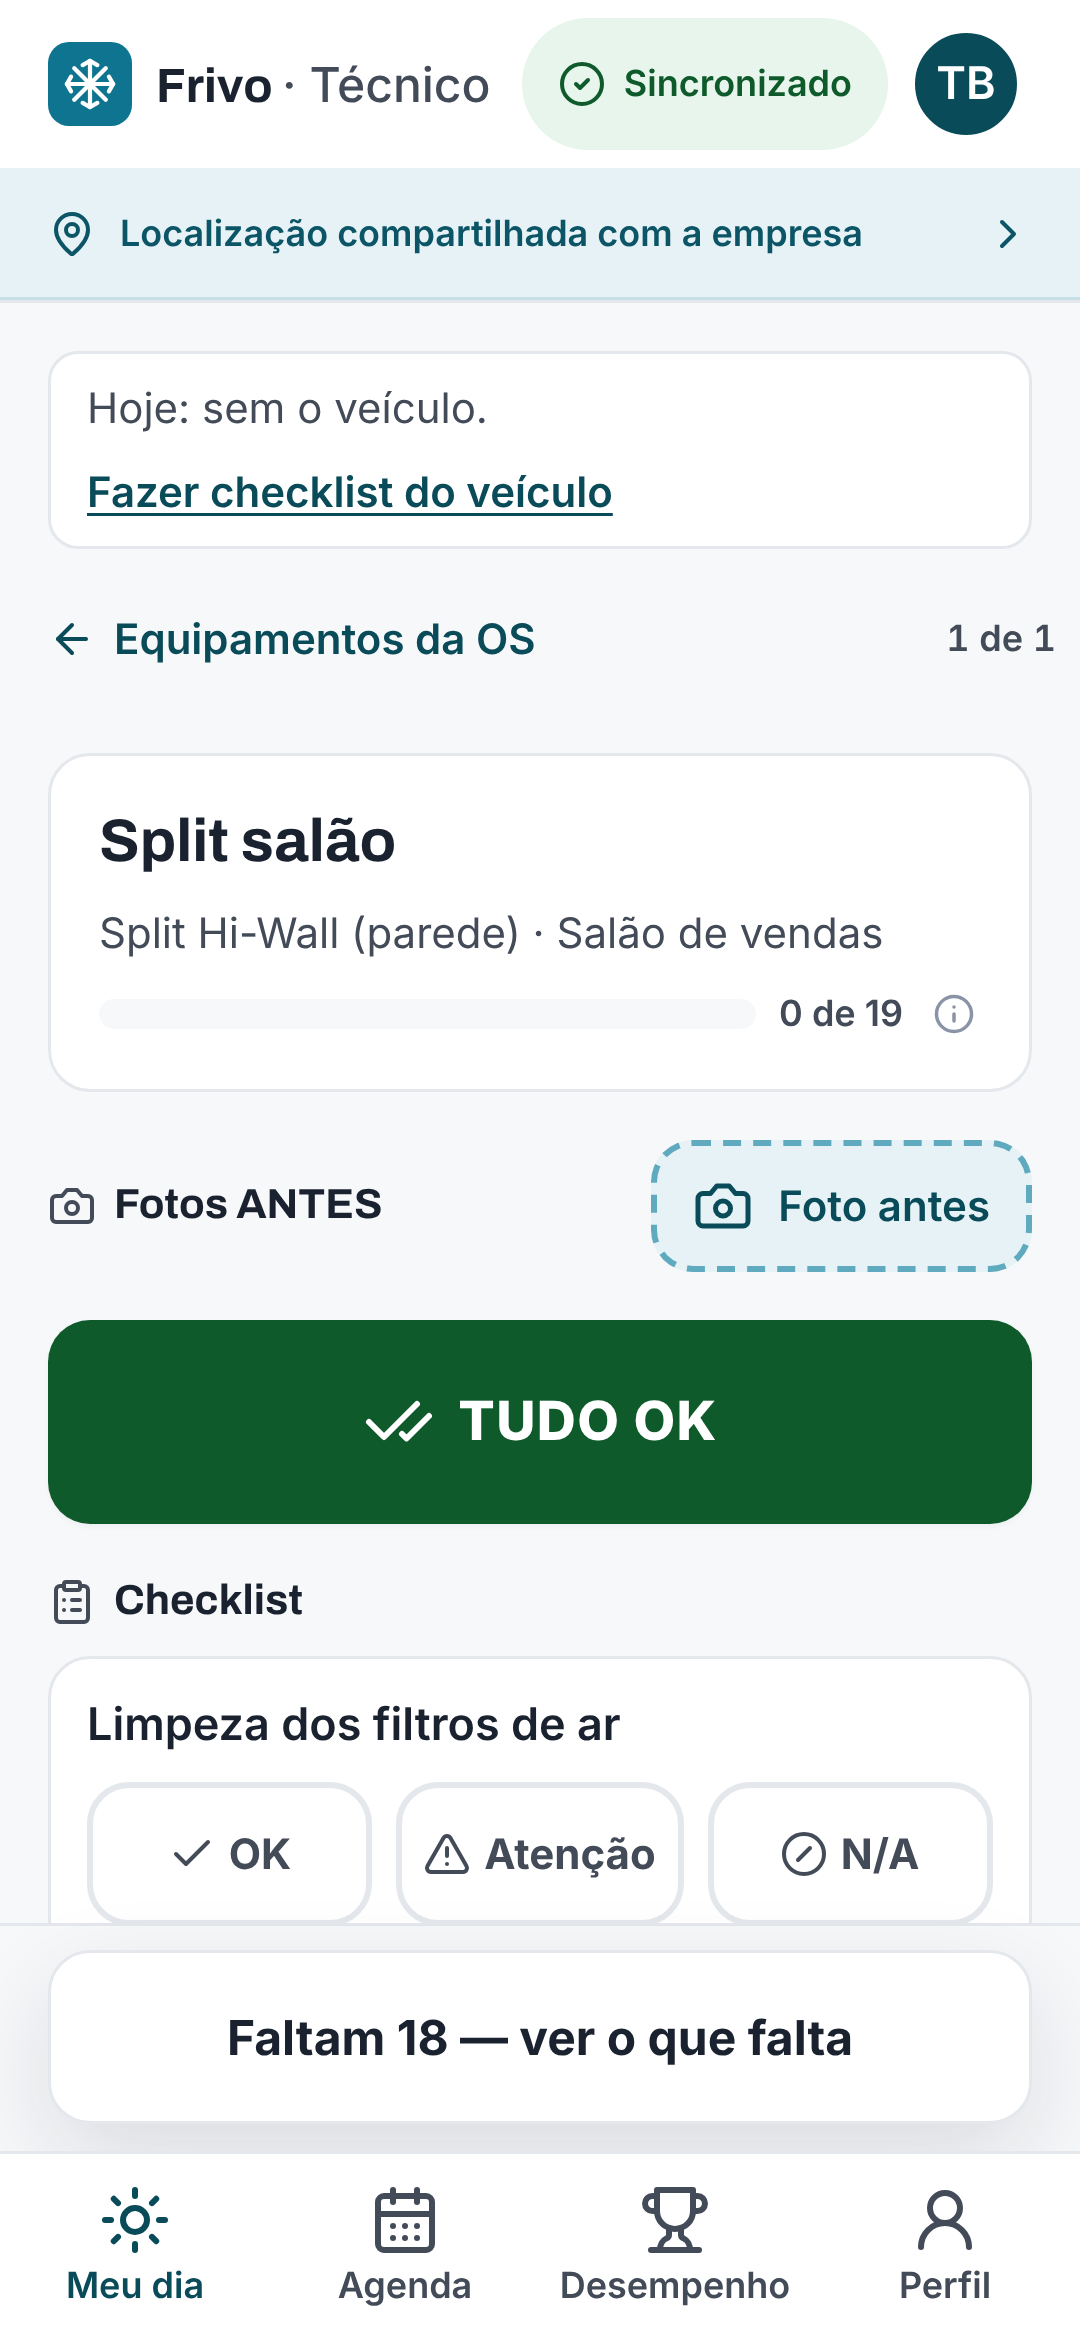 Frivo · Técnico
Sincronizado
TB
Localização compartilhada com a empresa
Hoje: sem o veículo.
Fazer checklist do veículo
Equipamentos da OS
1 de 1
Split salão
Split Hi-Wall (parede) · Salão de vendas
0 de 19
Fotos ANTES
Foto antes
TUDO OK
Checklist
Limpeza dos filtros de ar
OK
Atenção
N/A
Faltam 18 — ver o que falta
Meu dia
Agenda
Desempenho
Perfil